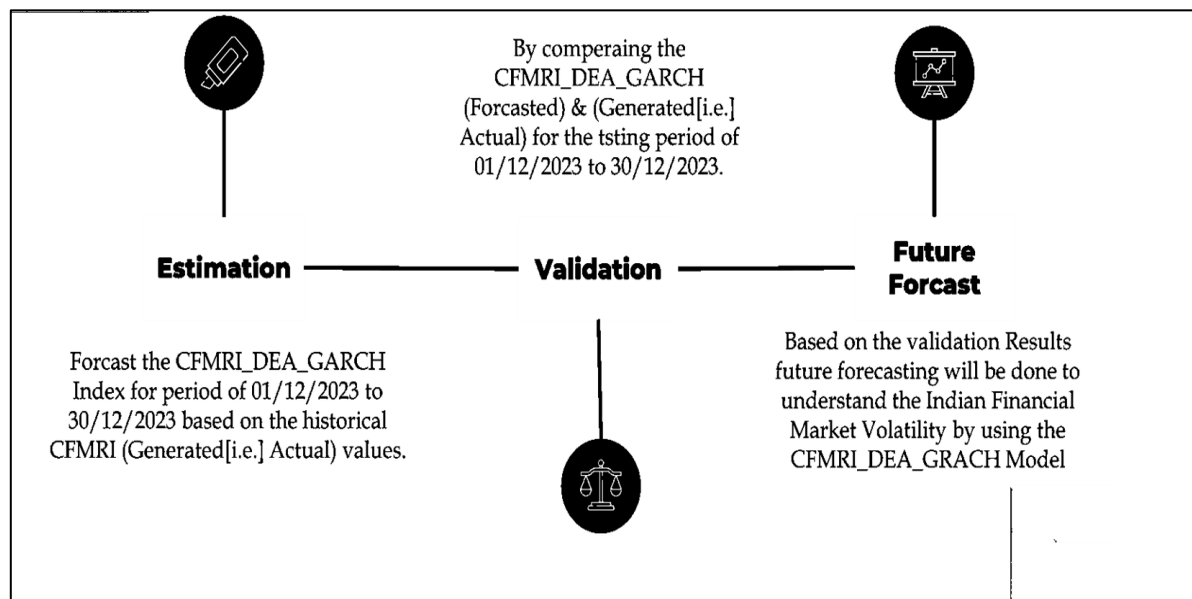 Estimation
Forcast the CFMRI_DEA_GARCH
Index for period of 01/12/2023 to
30/12/2023 based on the historical
CFMRI (Generated[i.e.] Actual) values.
By comperaing the
CFMRI_DEA_GARCH
(Forcasted) & (Generated[i.e.]
Actual) for the tsting period of
01/12/2023 to 30/12/2023.
Validation
Future
Forcast
Based on the validation Results
future forecasting will be done to
understand the Indian Financial
Market Volatility by using the
CFMRI_DEA_GRACH Model